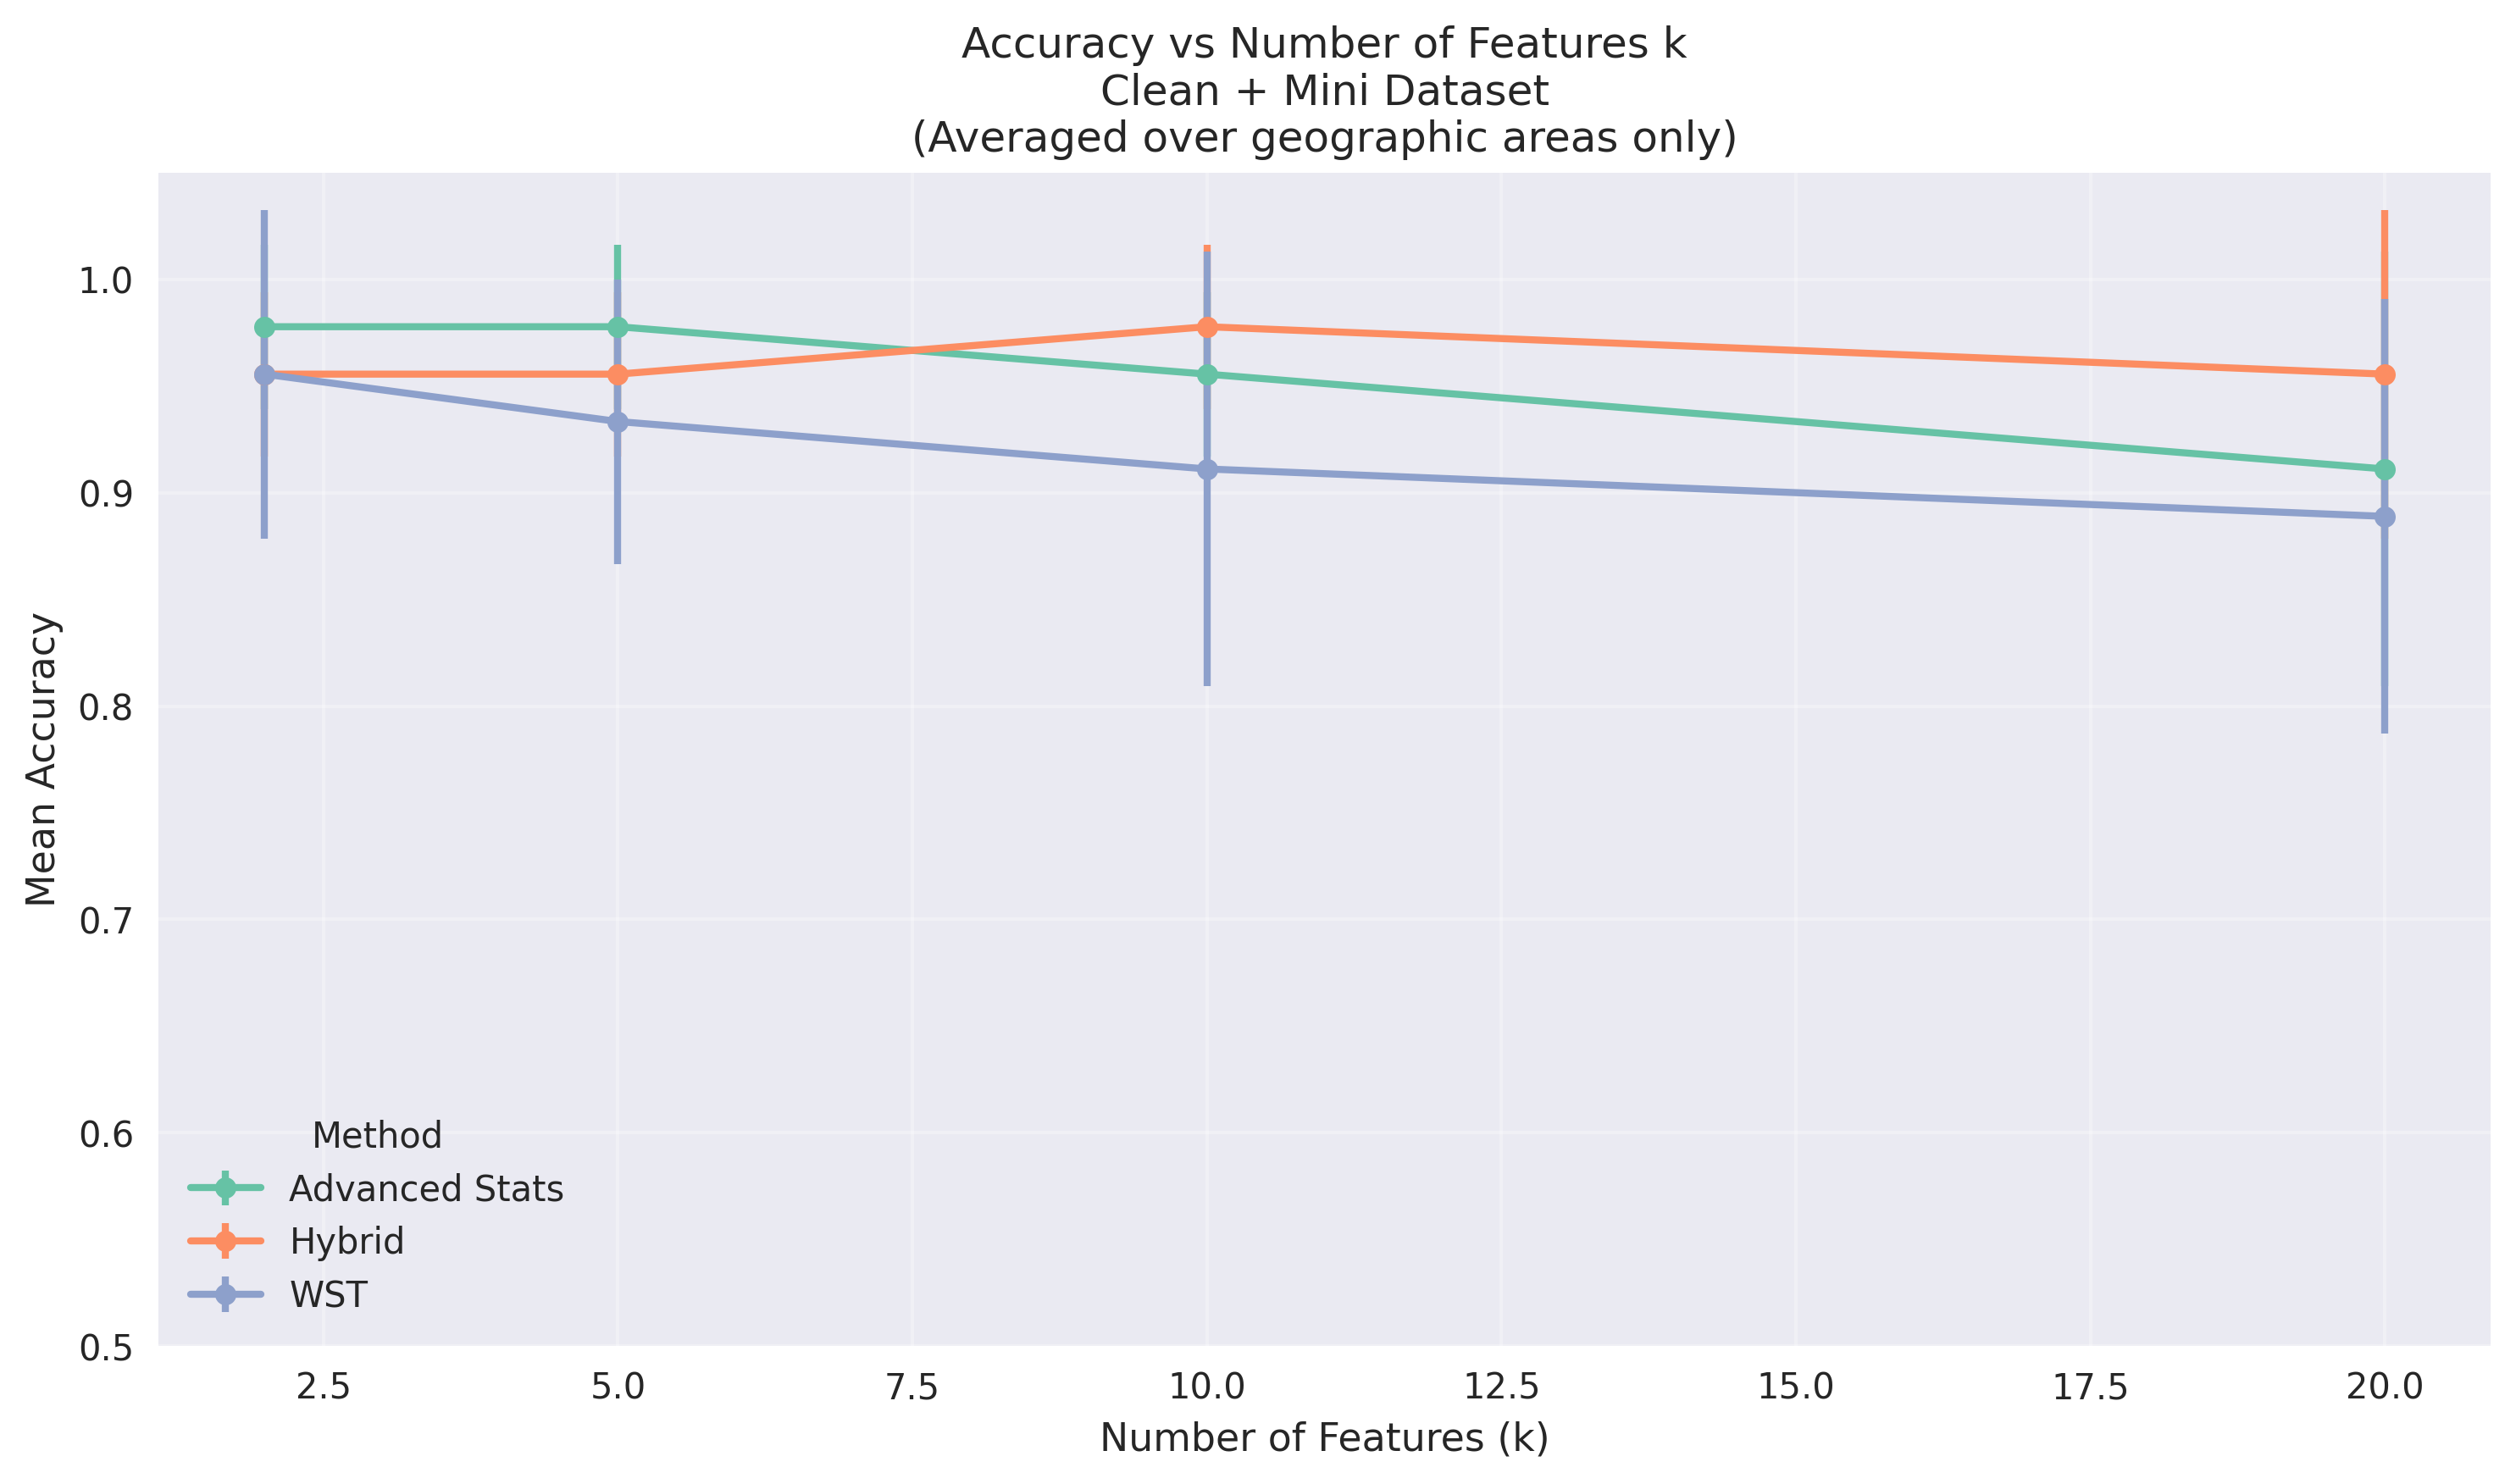 Accuracy vs Number of Features k
Clean + Mini Dataset
(Averaged over geographic areas only)
Mean Accuracy
1.0
0.9
0.8
0.7
0.6
0.5
Method
Advanced Stats
Hybrid
WST
2.5 5.0 7.5 10.0 12.5 15.0 17.5 20.0
Number of Features (k)